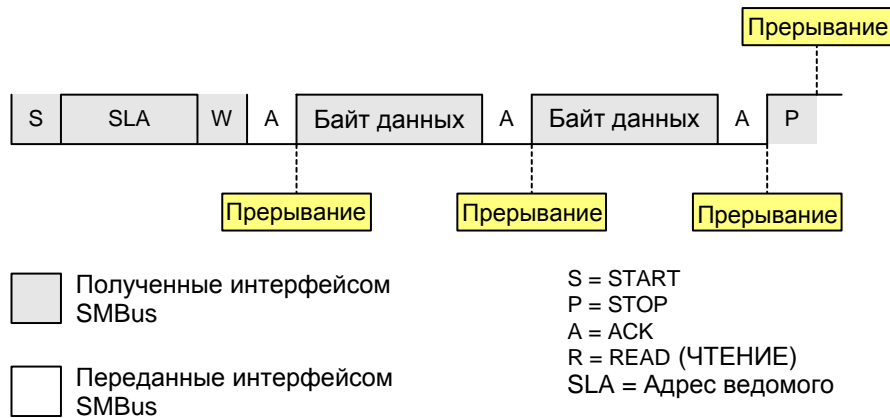 Прерывание
S SLA W A Байт данных A Байт данных A P
Прерывание Прерывание Прерывание
Полученные интерфейсом
SMBus
Переданные интерфейсом
SMBus
S = START
P = STOP
A = ACK
R = READ (ЧТЕНИЕ)
SLA = Адрес ведомого